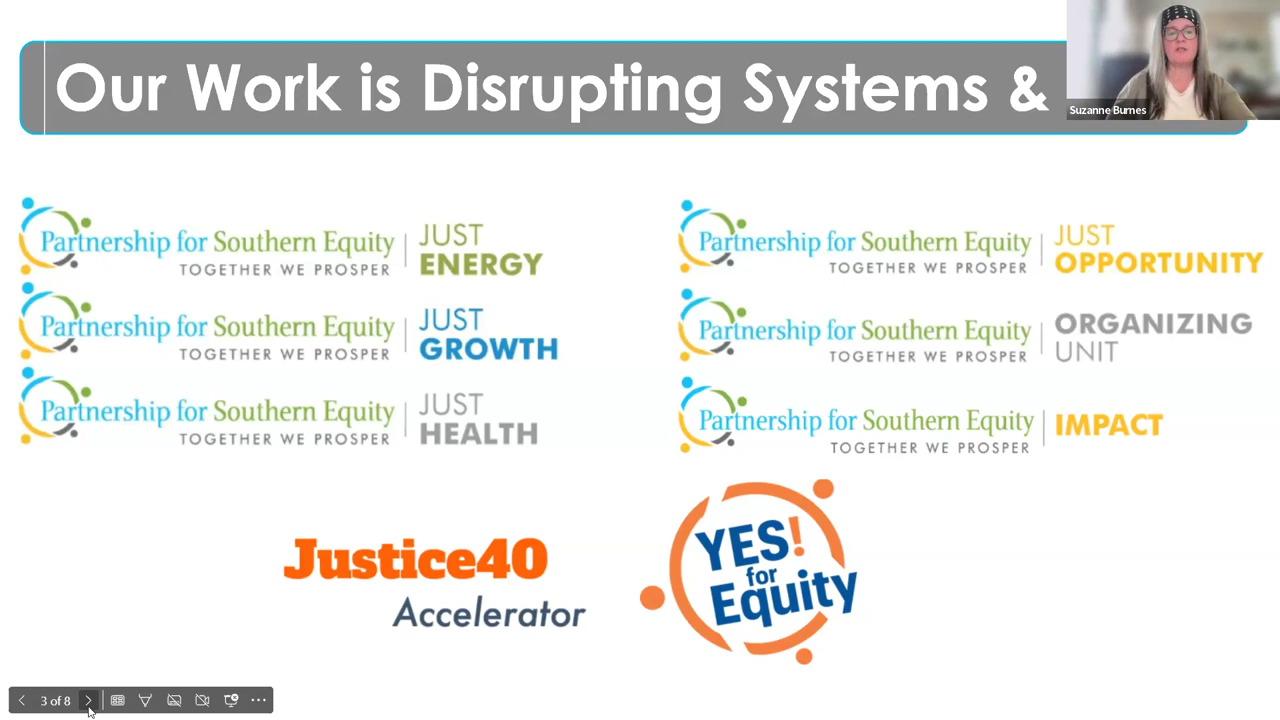 Our Work is Disrupting Systems &
Suzanne Burnes
Partnership for Southern Equity
TOGETHER WE PROSPER
JUST
ENERGY
Partnership for Southern Equity
TOGETHER WE PROSPER
JUST
OPPORTUNITY
Partnership for Southern Equity
TOGETHER WE PROSPER
JUST
GROWTH
Partnership for Southern Equity
TOGETHER WE PROSPER
ORGANIZING
UNIT
Partnership for Southern Equity
TOGETHER WE PROSPER
JUST
HEALTH
Partnership for Southern Equity
TOGETHER WE PROSPER
IMPACT
Justice40
Accelerator
YES!
for
Equity
3 of 8